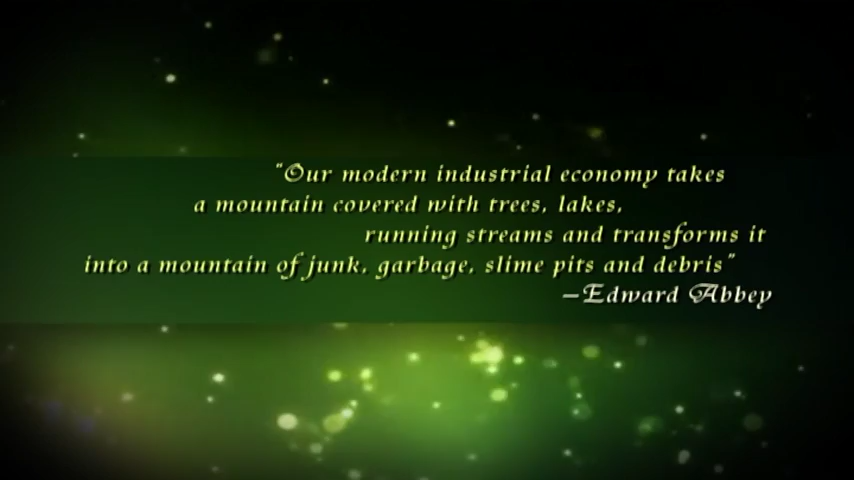 "Our modern industrial economy takes
a mountain covered with trees, lakes,
running streams and transforms it
into a mountain of junk, garbage, slime pits and debris"
—Edward Abbey